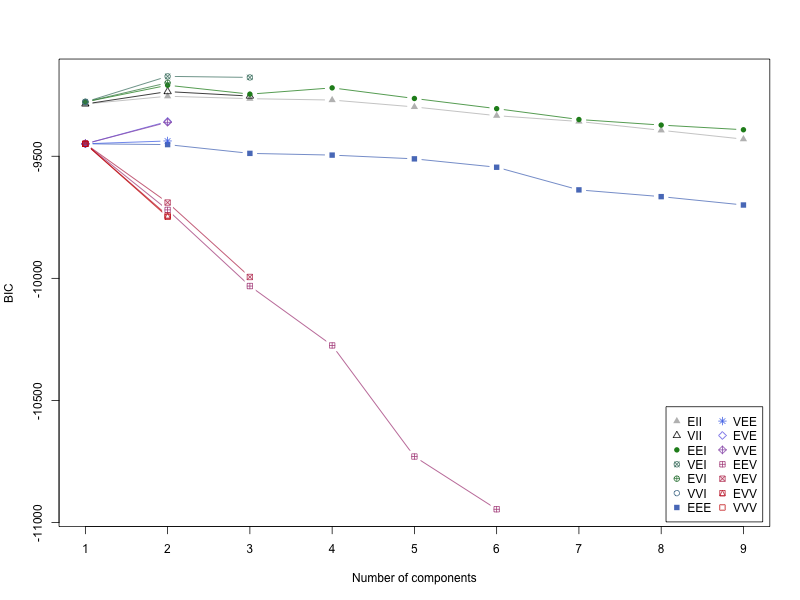 BIC
-9500
-10000
-10500
-11000
EII VEE
VII EVE
EEI VVE
VEI EEV
EVI VEV
VVI EVV
EEE VVV
1 2 3 4 5 6 7 8 9
Number of components